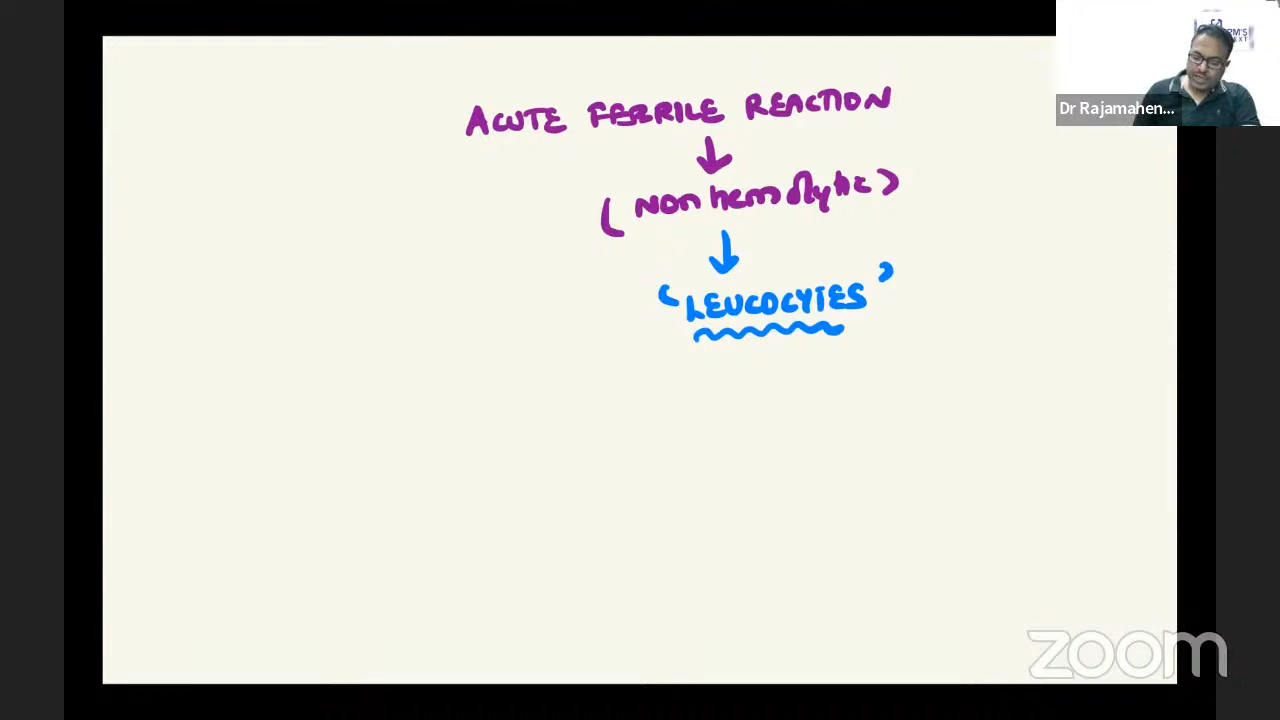 ACUTE FEBRILE REACTION
(Non hemolytic)
"LEUCOCYTES"
Dr Rajamahen...
zoom